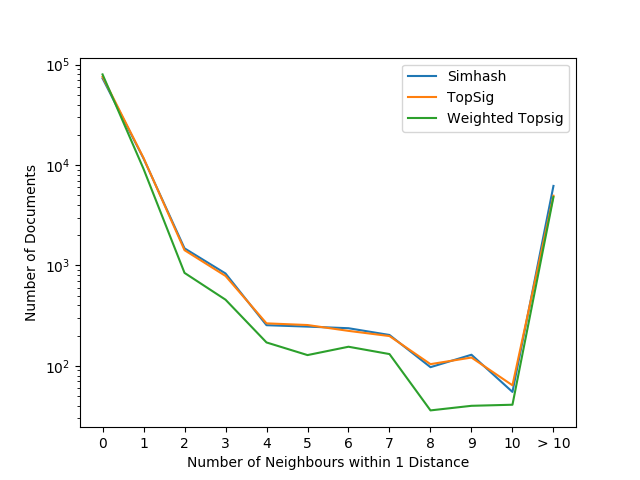 Simhash
TopSig
Weighted Topsig
Number of Documents
10^5
10^4
10^3
10^2
0 1 2 3 4 5 6 7 8 9 10 > 10
Number of Neighbours within 1 Distance